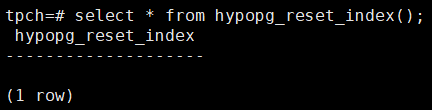 tpch=# select * from hypopg_reset_index();
 hypopg_reset_index
--------------------

(1 row)